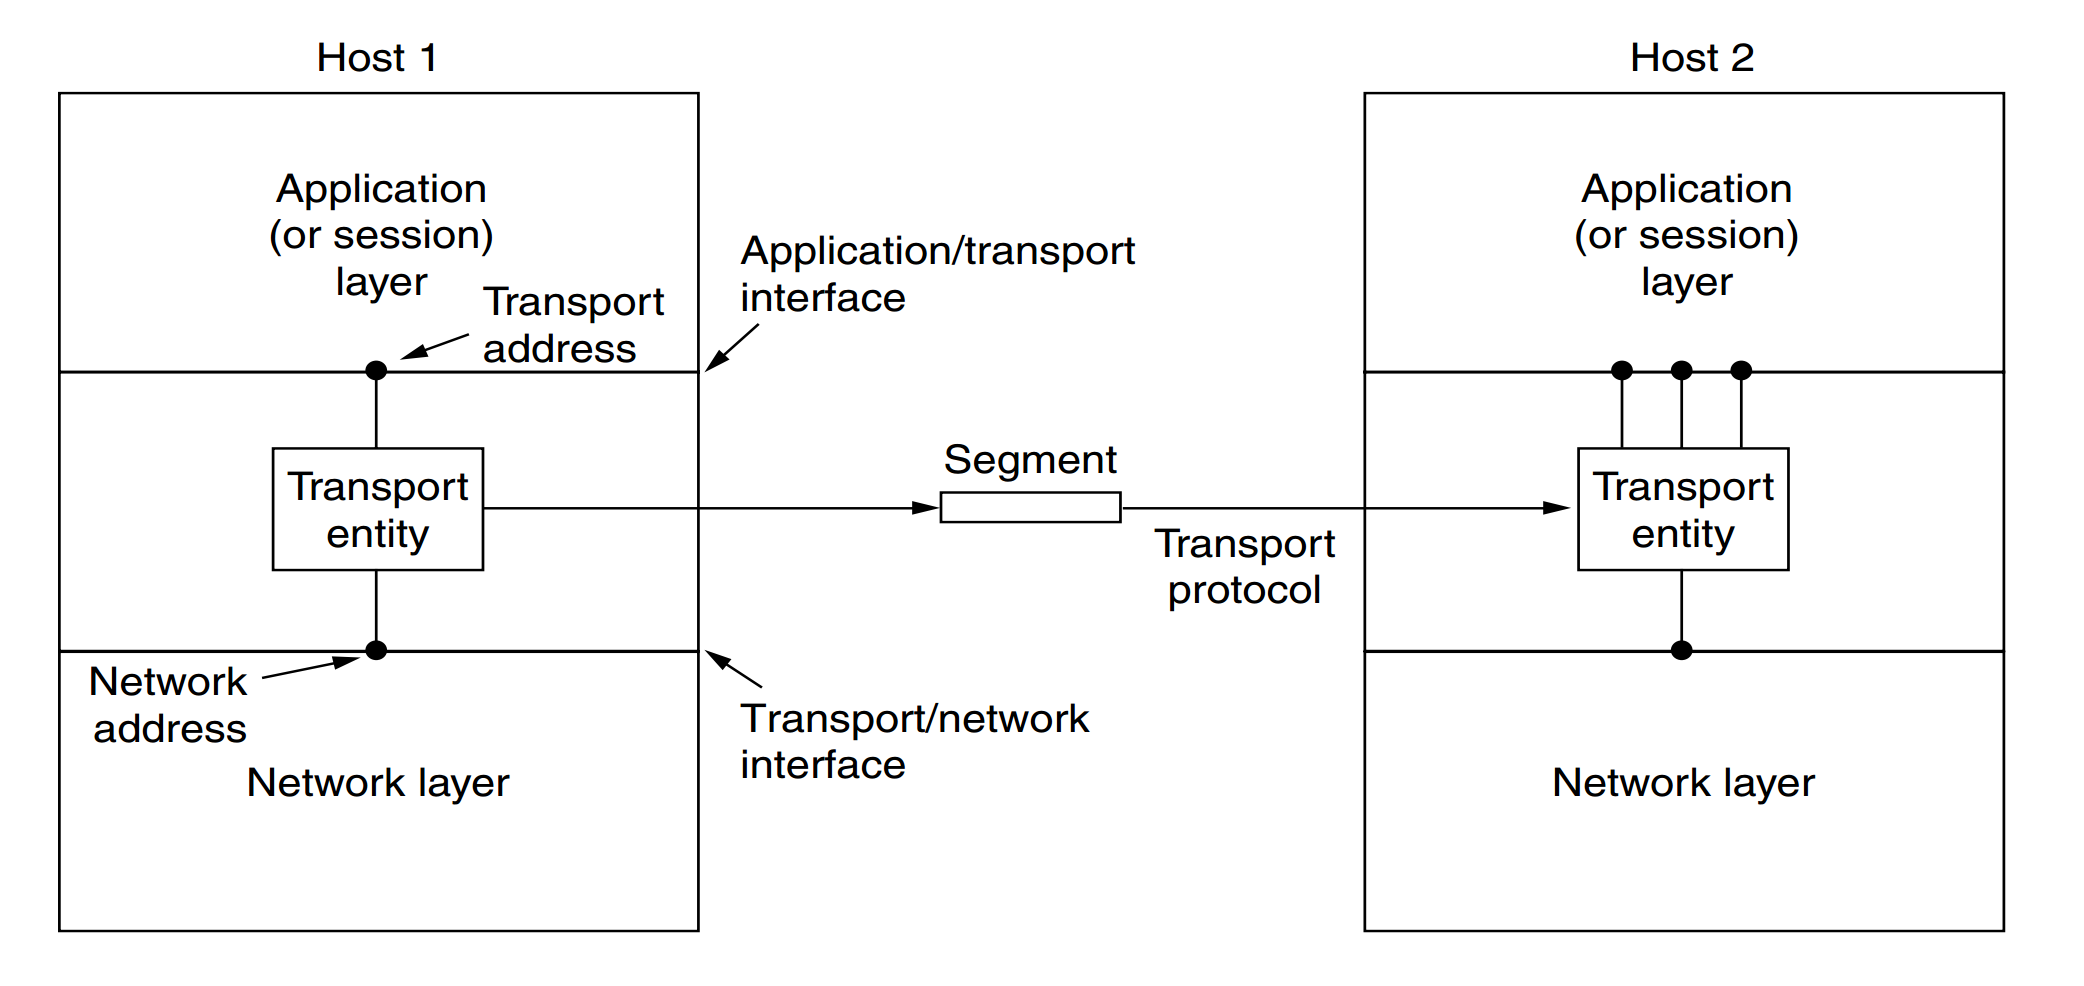 Host 1
Host 2
Application
(or session)
layer
Transport
address
Application/transport
interface
Application
(or session)
layer
Transport
entity
Segment
Transport
protocol
Transport
entity
Network
address
Transport/network
interface
Network layer
Network layer